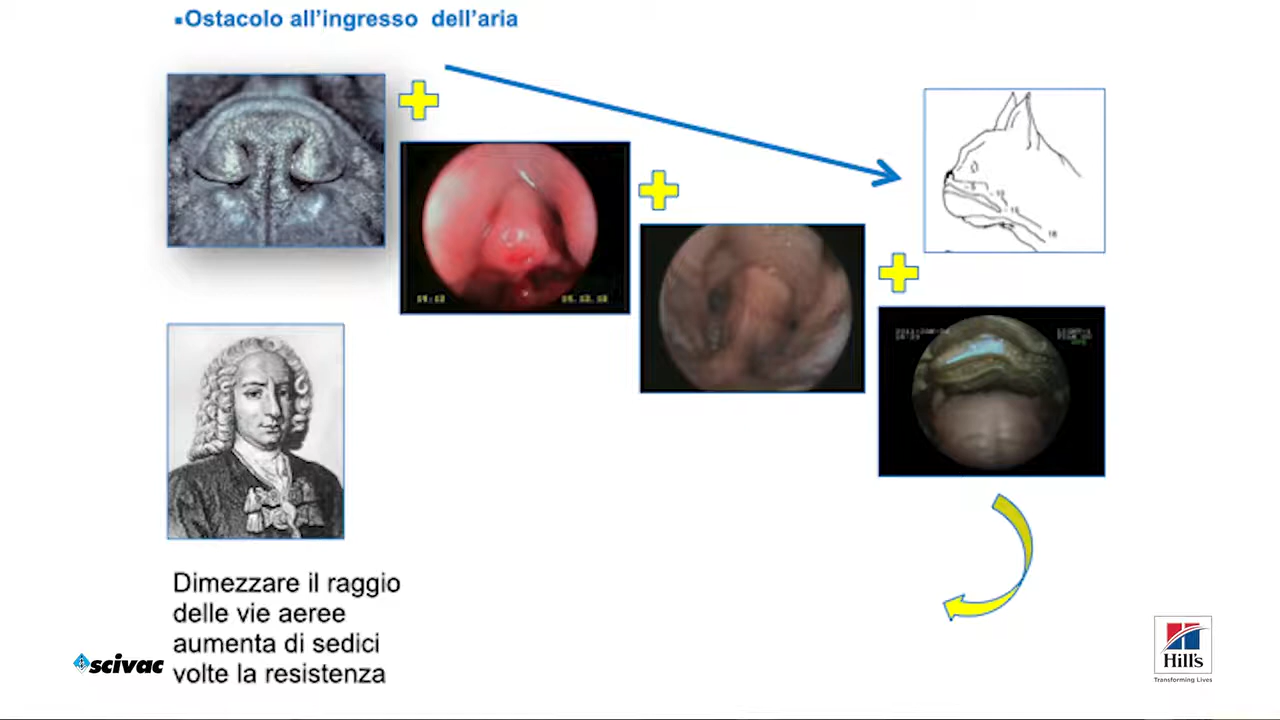 ▪Ostacolo all'ingresso dell'aria
Dimezzare il raggio
delle vie aeree
aumenta di sedici
volte la resistenza
scivac
Hill's
Transforming Lives